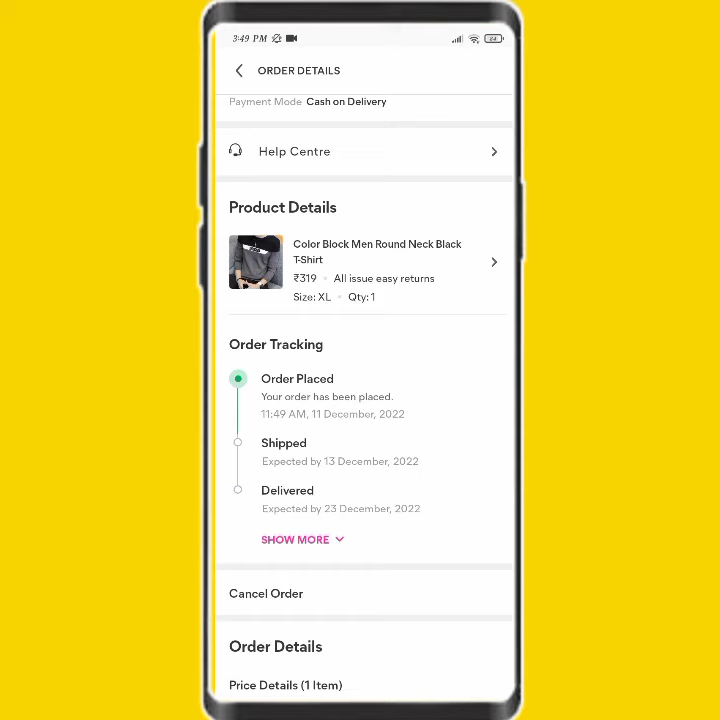 3:49 PM
84
ORDER DETAILS
Payment Mode Cash on Delivery
Help Centre
Product Details
Color Block Men Round Neck Black
T-Shirt
₹319 • All issue easy returns
Size: XL • Qty: 1
Order Tracking
Order Placed
Your order has been placed.
11:49 AM, 11 December, 2022
Shipped
Expected by 13 December, 2022
Delivered
Expected by 23 December, 2022
SHOW MORE
Cancel Order
Order Details
Price Details (1 Item)